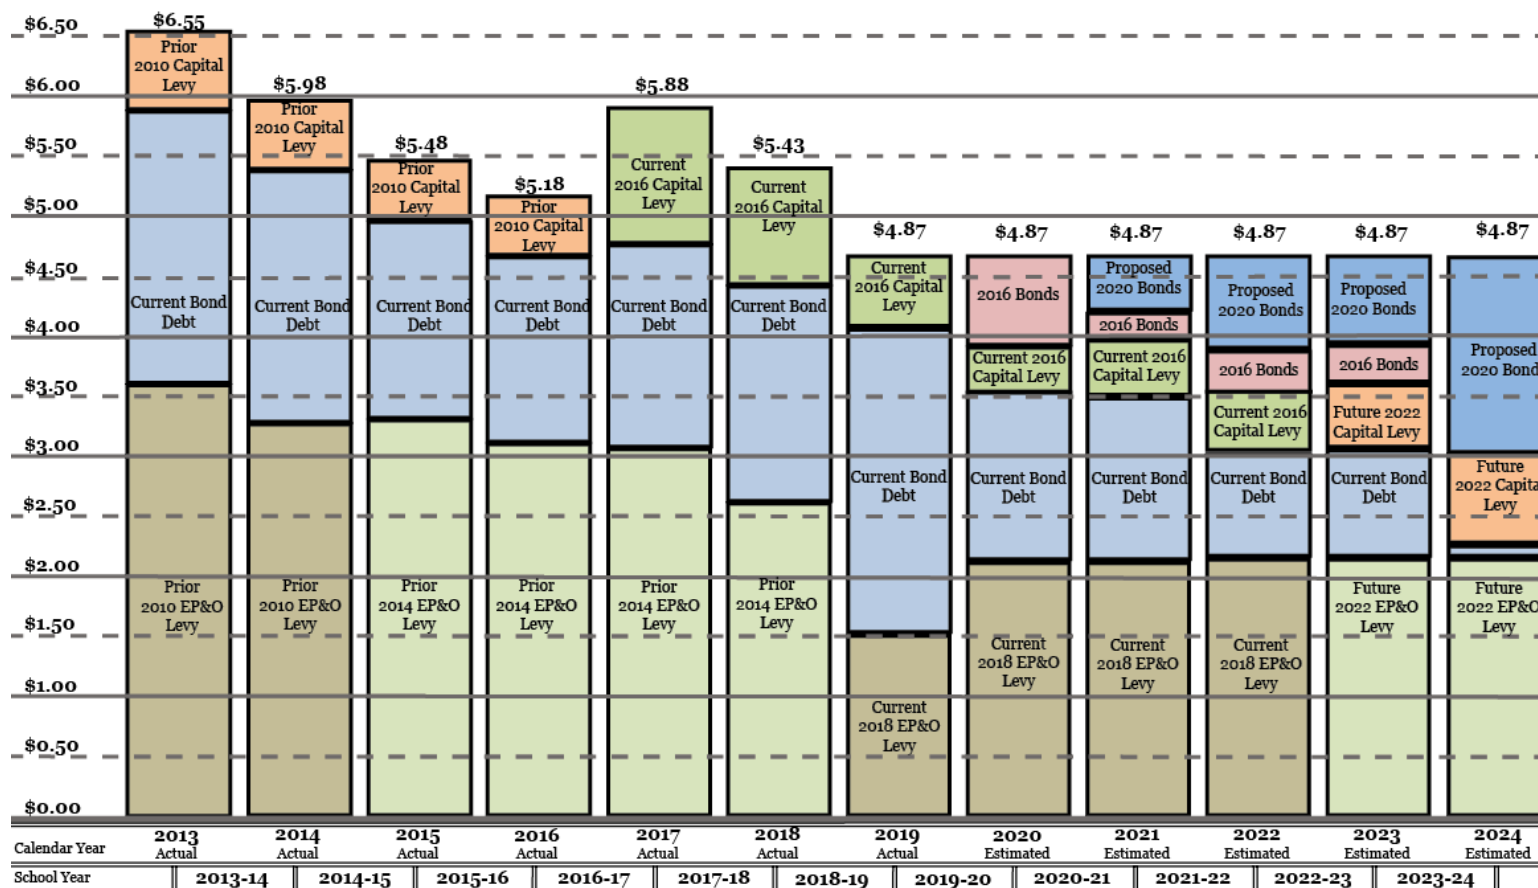 $6.50
$6.00
$5.50
$5.00
$4.50
$4.00
$3.50
$3.00
$2.50
$2.00
$1.50
$1.00
$0.50
$0.00
$6.55
Prior
2010 Capital
Levy
Current Bond
Debt
Prior
2010 EP&O
Levy
$5.98
Prior
2010 Capital
Levy
Current Bond
Debt
Prior
2010 EP&O
Levy
$5.48
Prior
2010 Capital
Levy
Current Bond
Debt
Prior
2014 EP&O
Levy
$5.18
Prior
2010 Capital
Levy
Current Bond
Debt
Prior
2014 EP&O
Levy
$5.88
Current
2016 Capital
Levy
Current Bond
Debt
Prior
2014 EP&O
Levy
$5.43
Current
2016 Capital
Levy
Current Bond
Debt
Prior
2014 EP&O
Levy
$4.87
Current
2016 Capital
Levy
Current Bond
Debt
Current
2018 EP&O
Levy
$4.87
2016 Bonds
Current 2016
Capital Levy
Current Bond
Debt
Current
2018 EP&O
Levy
$4.87
Proposed
2020 Bonds
2016 Bonds
Current 2016
Capital Levy
Current Bond
Debt
Current
2018 EP&O
Levy
$4.87
Proposed
2020 Bonds
2016 Bonds
Current 2016
Capital Levy
Current Bond
Debt
Current
2018 EP&O
Levy
$4.87
Proposed
2020 Bonds
2016 Bonds
Future 2022
Capital Levy
Current Bond
Debt
Future
2022 EP&O
Levy
$4.87
Proposed
2020 Bond
Future
2022 Capita
Levy
Future
2022 EP&O
Levy
Calendar Year
2013 2014 2015 2016 2017 2018 2019 2020 2021 2022 2023 2024
Actual Actual Actual Actual Actual Actual Actual Estimated Estimated Estimated Estimated Estimated
School Year 2013-14 2014-15 2015-16 2016-17 2017-18 2018-19 2019-20 2020-21 2021-22 2022-23 2023-24